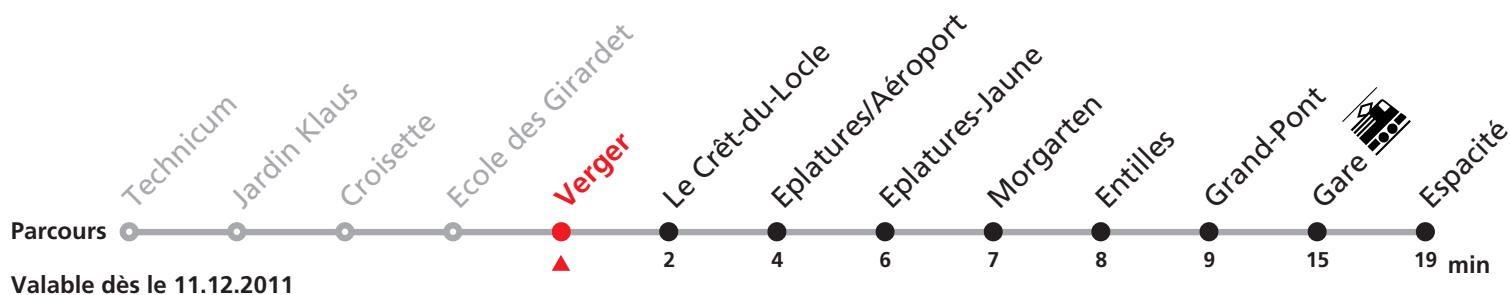 Technicum
Jardin Klaus
Croisette
Ecole des Girardet
Verger
Le Crêt-du-Locle
Eplatures/Aéroport
Eplatures-Jaune
Morgarten
Entilles
Grand-Pont
Gare
Espacité
Parcours
2 4 6 7 8 9 15 19 min
Valable dès le 11.12.2011